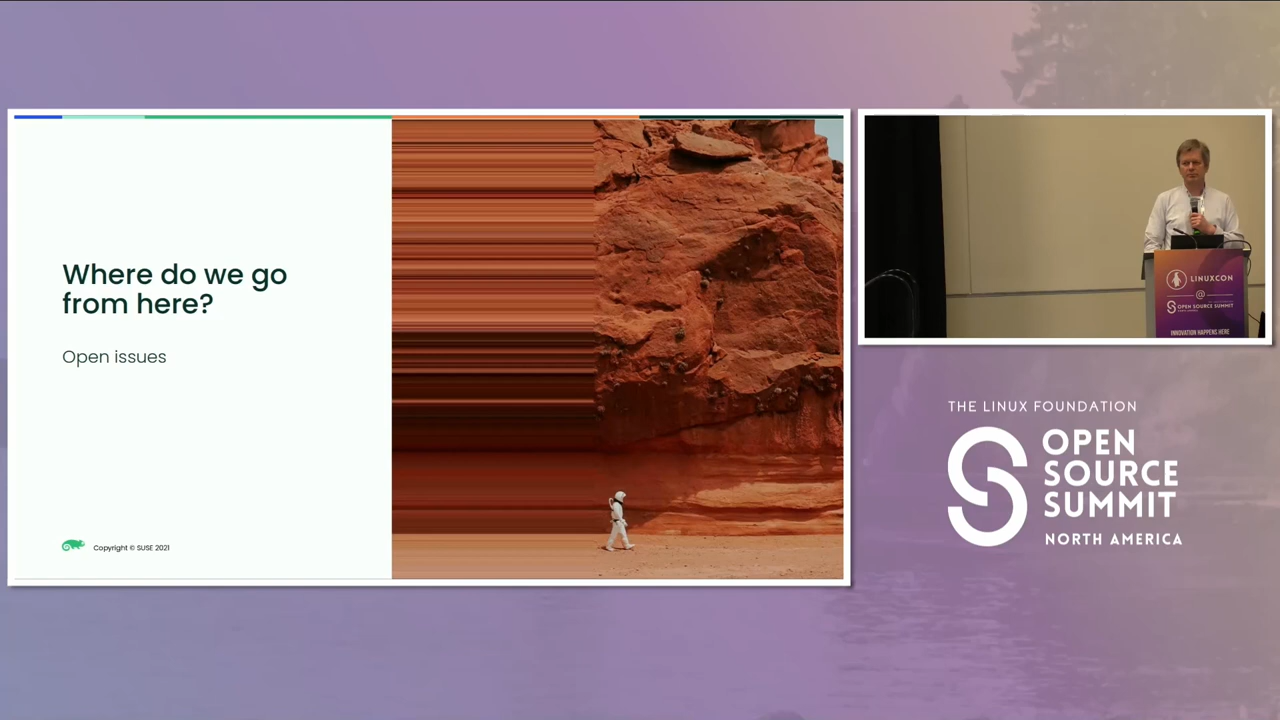 Where do we go
from here?
Open issues
Copyright © SUSE 2021
LINUXCON
@
OPEN SOURCE SUMMIT
INNOVATION HAPPENS HERE
THE LINUX FOUNDATION
OPEN
SOURCE
SUMMIT
NORTH AMERICA